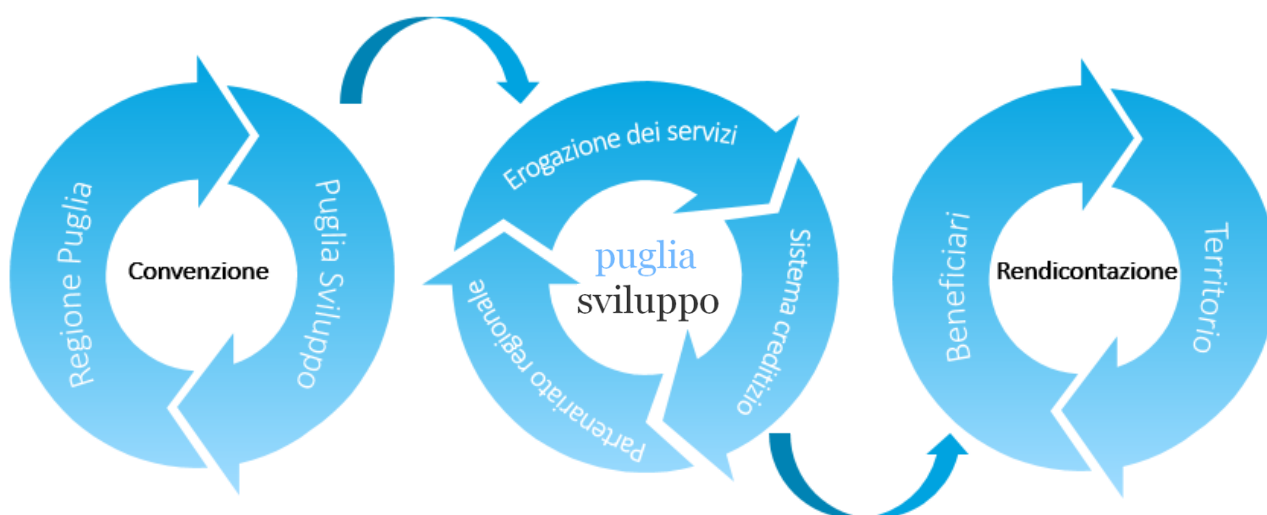 Regione Puglia
Convenzione
Puglia Sviluppo
Erogazione dei servizi
Sistema creditizio
Partenariato regionale
puglia
sviluppo
Beneficiari
Rendicontazione
Territorio